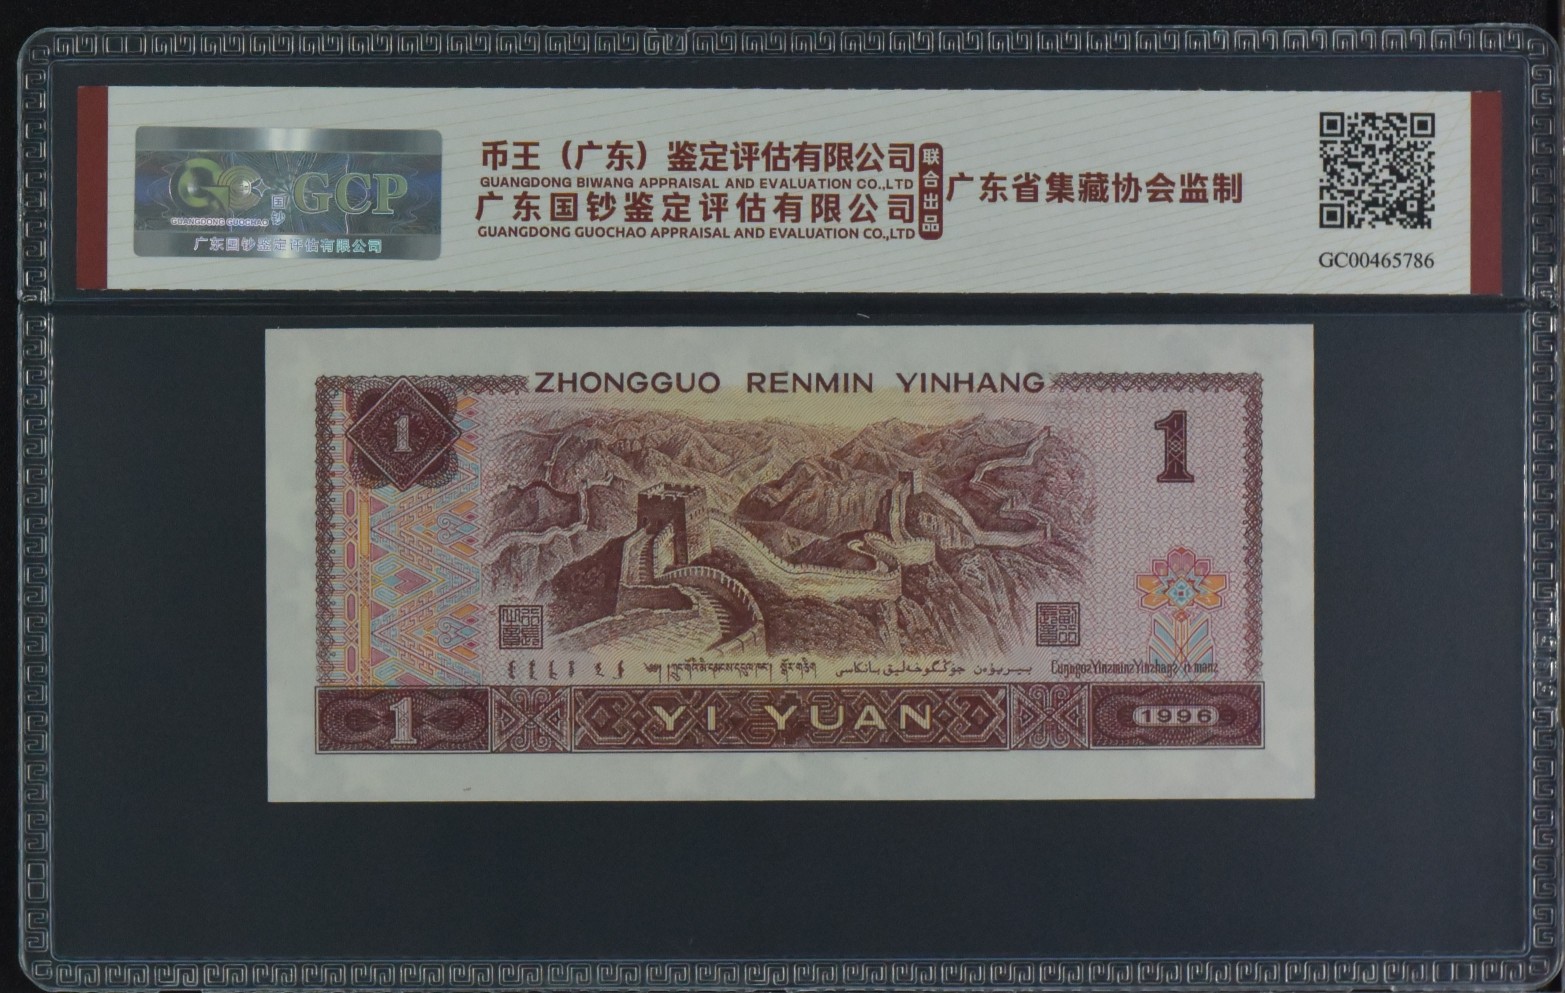 GCP
国钞
GUANGDONG GUOCHAO
广东国钞鉴定评估有限公司
币王（广东）鉴定评估有限公司
GUANGDONG BIWANG APPRAISAL AND EVALUATION CO.,LTD
广东国钞鉴定评估有限公司
GUANGDONG GUOCHAO APPRAISAL AND EVALUATION CO.,LTD
联合出品
广东省集藏协会监制
GC00465786
ZHONGGUO RENMIN YINHANG
1
1
1
YI YUAN
1996